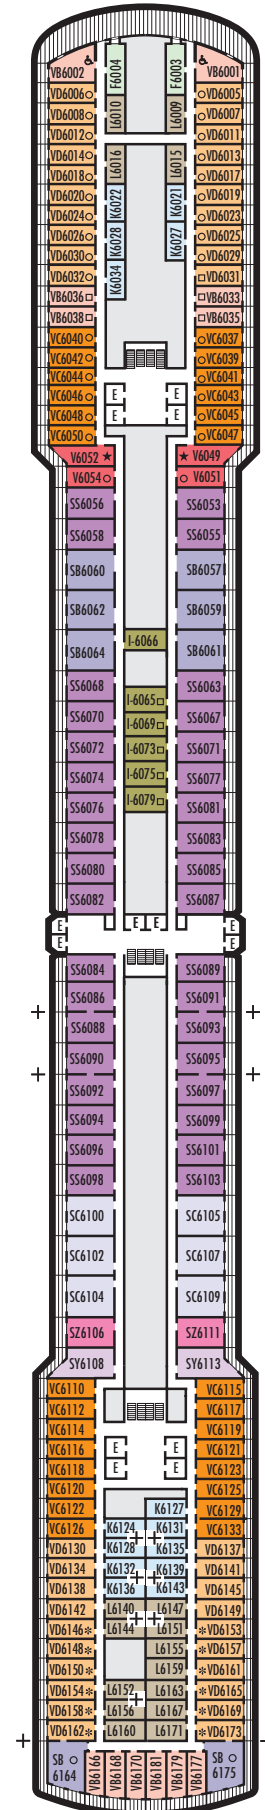 VB6002 F6004 F6003 VB6001
VD6006 L6010 L6009 VD6005
VD6008 VD6007
VD6012 VD6011
VD6014 L6016 L6015 VD6013
VD6018 VD6017
VD6020 K6022 K6021 VD6019
VD6024 VD6023
VD6026 K6028 K6027 VD6025
VD6030 VD6029
VD6032 K6034 VD6031
VB6036 VB6033
VB6038 VB6035
VC6040 VC6037
VC6042 VC6039
VC6044 VC6041
VC6046 E E VC6043
VC6048 E E VC6045
VC6050 VC6047
V6052 V6049
V6054 V6051
SS6056 SS6053
SS6058 SS6055
SB6060 SB6057
SB6062 SB6059
I-6066
SB6064 SB6061
SS6068 SS6063
I-6065
SS6070 SS6067
I-6069
SS6072 I-6073 SS6071
SS6074 I-6075 SS6077
SS6076 I-6079 SS6081
SS6078 SS6083
SS6080 SS6085
SS6082 SS6087
E E E E
E E
SS6084 SS6089
SS6086 SS6091
SS6088 SS6093
SS6090 SS6095
SS6092 SS6097
SS6094 SS6099
SS6096 SS6101
SS6098 SS6103
SC6100 SC6105
SC6102 SC6107
SC6104 SC6109
SZ6106 SZ6111
SY6108 SY6113
VC6110 VC6115
VC6112 VC6117
VC6114 VC6119
VC6116 E E VC6121
VC6118 E E VC6123
VC6120 VC6125
VC6122 K6127 VC6129
VC6126 K6124 K6131 VC6133
VD6130 K6128 K6135 VD6137
VD6134 K6132 K6139 VD6141
VD6138 K6136 K6143 VD6145
VD6142 L6140 L6147 VD6149
VD6146 L6144 L6151 VD6153
VD6148 L6155 VD6157
VD6150 L6159 VD6161
VD6154 L6152 L6163 VD6165
VD6158 L6156 L6167 VD6169
VD6162 L6160 L6171 VD6173
SB 6164 VB6166 VB6168 VB6170 VB6181 VB6179 VB6177 SB 6175